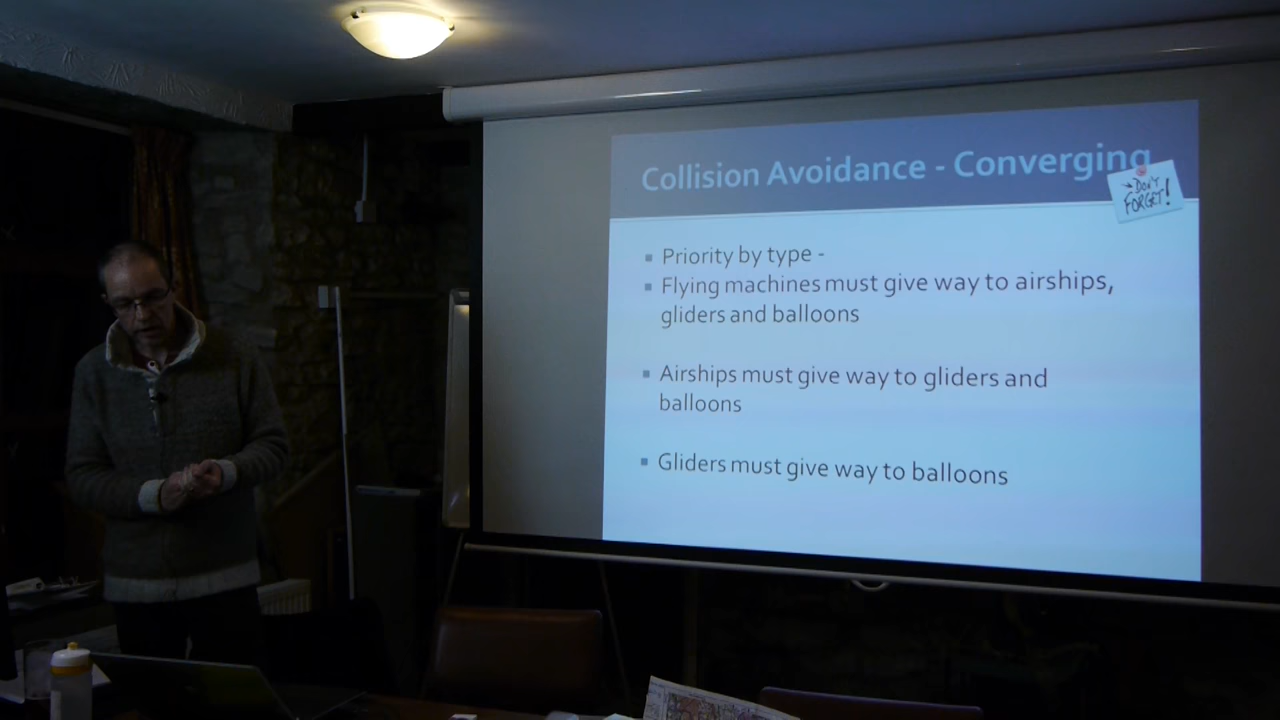 Collision Avoidance - Converging
→ DON'T
FORGET!
Priority by type -
Flying machines must give way to airships,
gliders and balloons
Airships must give way to gliders and
balloons
Gliders must give way to balloons